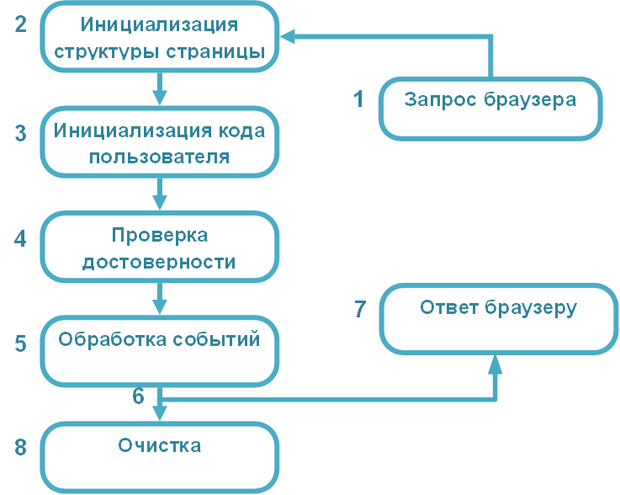 2
Инициализация
структуры страницы
1
Запрос браузера
3
Инициализация кода
пользователя
4
Проверка
достоверности
7
Ответ браузеру
5
Обработка событий
6
8
Очистка